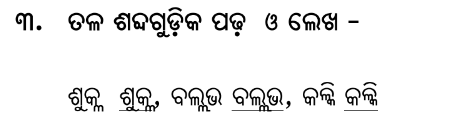 ୩. ତଳ ଶବ୍ଦଗୁଡ଼ିକ ପଢ଼ ଓ ଲେଖ -
ଶୁକ୍ଳ ଶୁକ୍ଳ, ବଲ୍ଲଭ ବଲ୍ଲଭ, କଳ୍କି କଳ୍କି